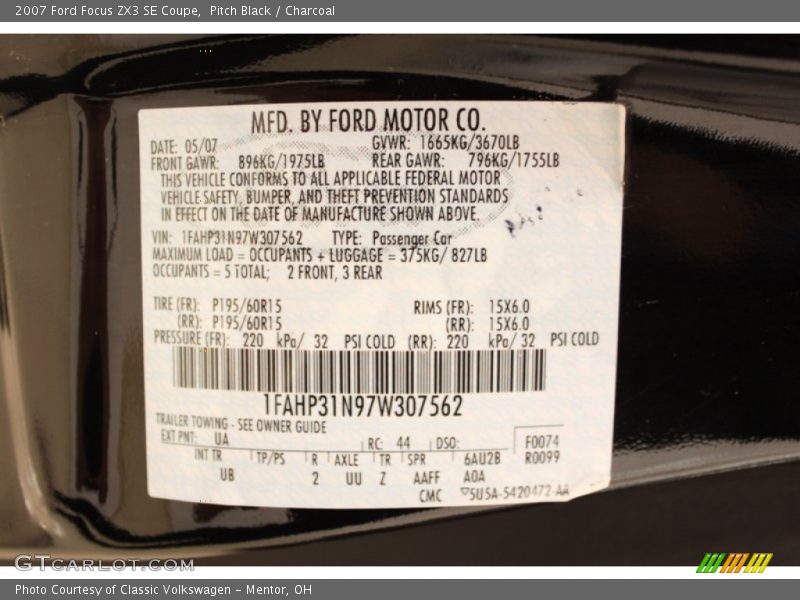 2007 Ford Focus ZX3 SE Coupe,  Pitch Black / Charcoal
MFD. BY FORD MOTOR CO.
DATE: 05/07 GVWR: 1665KG/3670LB
FRONT GAWR: 896KG/1975LB REAR GAWR: 796KG/1755LB
THIS VEHICLE CONFORMS TO ALL APPLICABLE FEDERAL MOTOR
VEHICLE SAFETY, BUMPER, AND THEFT PREVENTION STANDARDS
IN EFFECT ON THE DATE OF MANUFACTURE SHOWN ABOVE.
VIN: 1FAHP31N97W307562 TYPE: Passenger Car
MAXIMUM LOAD = OCCUPANTS + LUGGAGE = 375KG/ 827LB
OCCUPANTS = 5 TOTAL; 2 FRONT, 3 REAR
TIRE (FR): P195/60R15 RIMS (FR): 15X6.0
(RR): P195/60R15 (RR): 15X6.0
PRESSURE (FR): 220 kPa/ 32 PSI COLD (RR): 220 kPa/ 32 PSI COLD
1FAHP31N97W307562
TRAILER TOWING - SEE OWNER GUIDE
EXT PNT: UA RC: 44 DSO: F0074
INT TR TP/PS R AXLE TR SPR 6AU2B R0099
UB 2 UU Z AAFF A0A
CMC ▽5U5A-5420472-AA
GTCARLOT.COM
Photo Courtesy of Classic Volkswagen - Mentor, OH